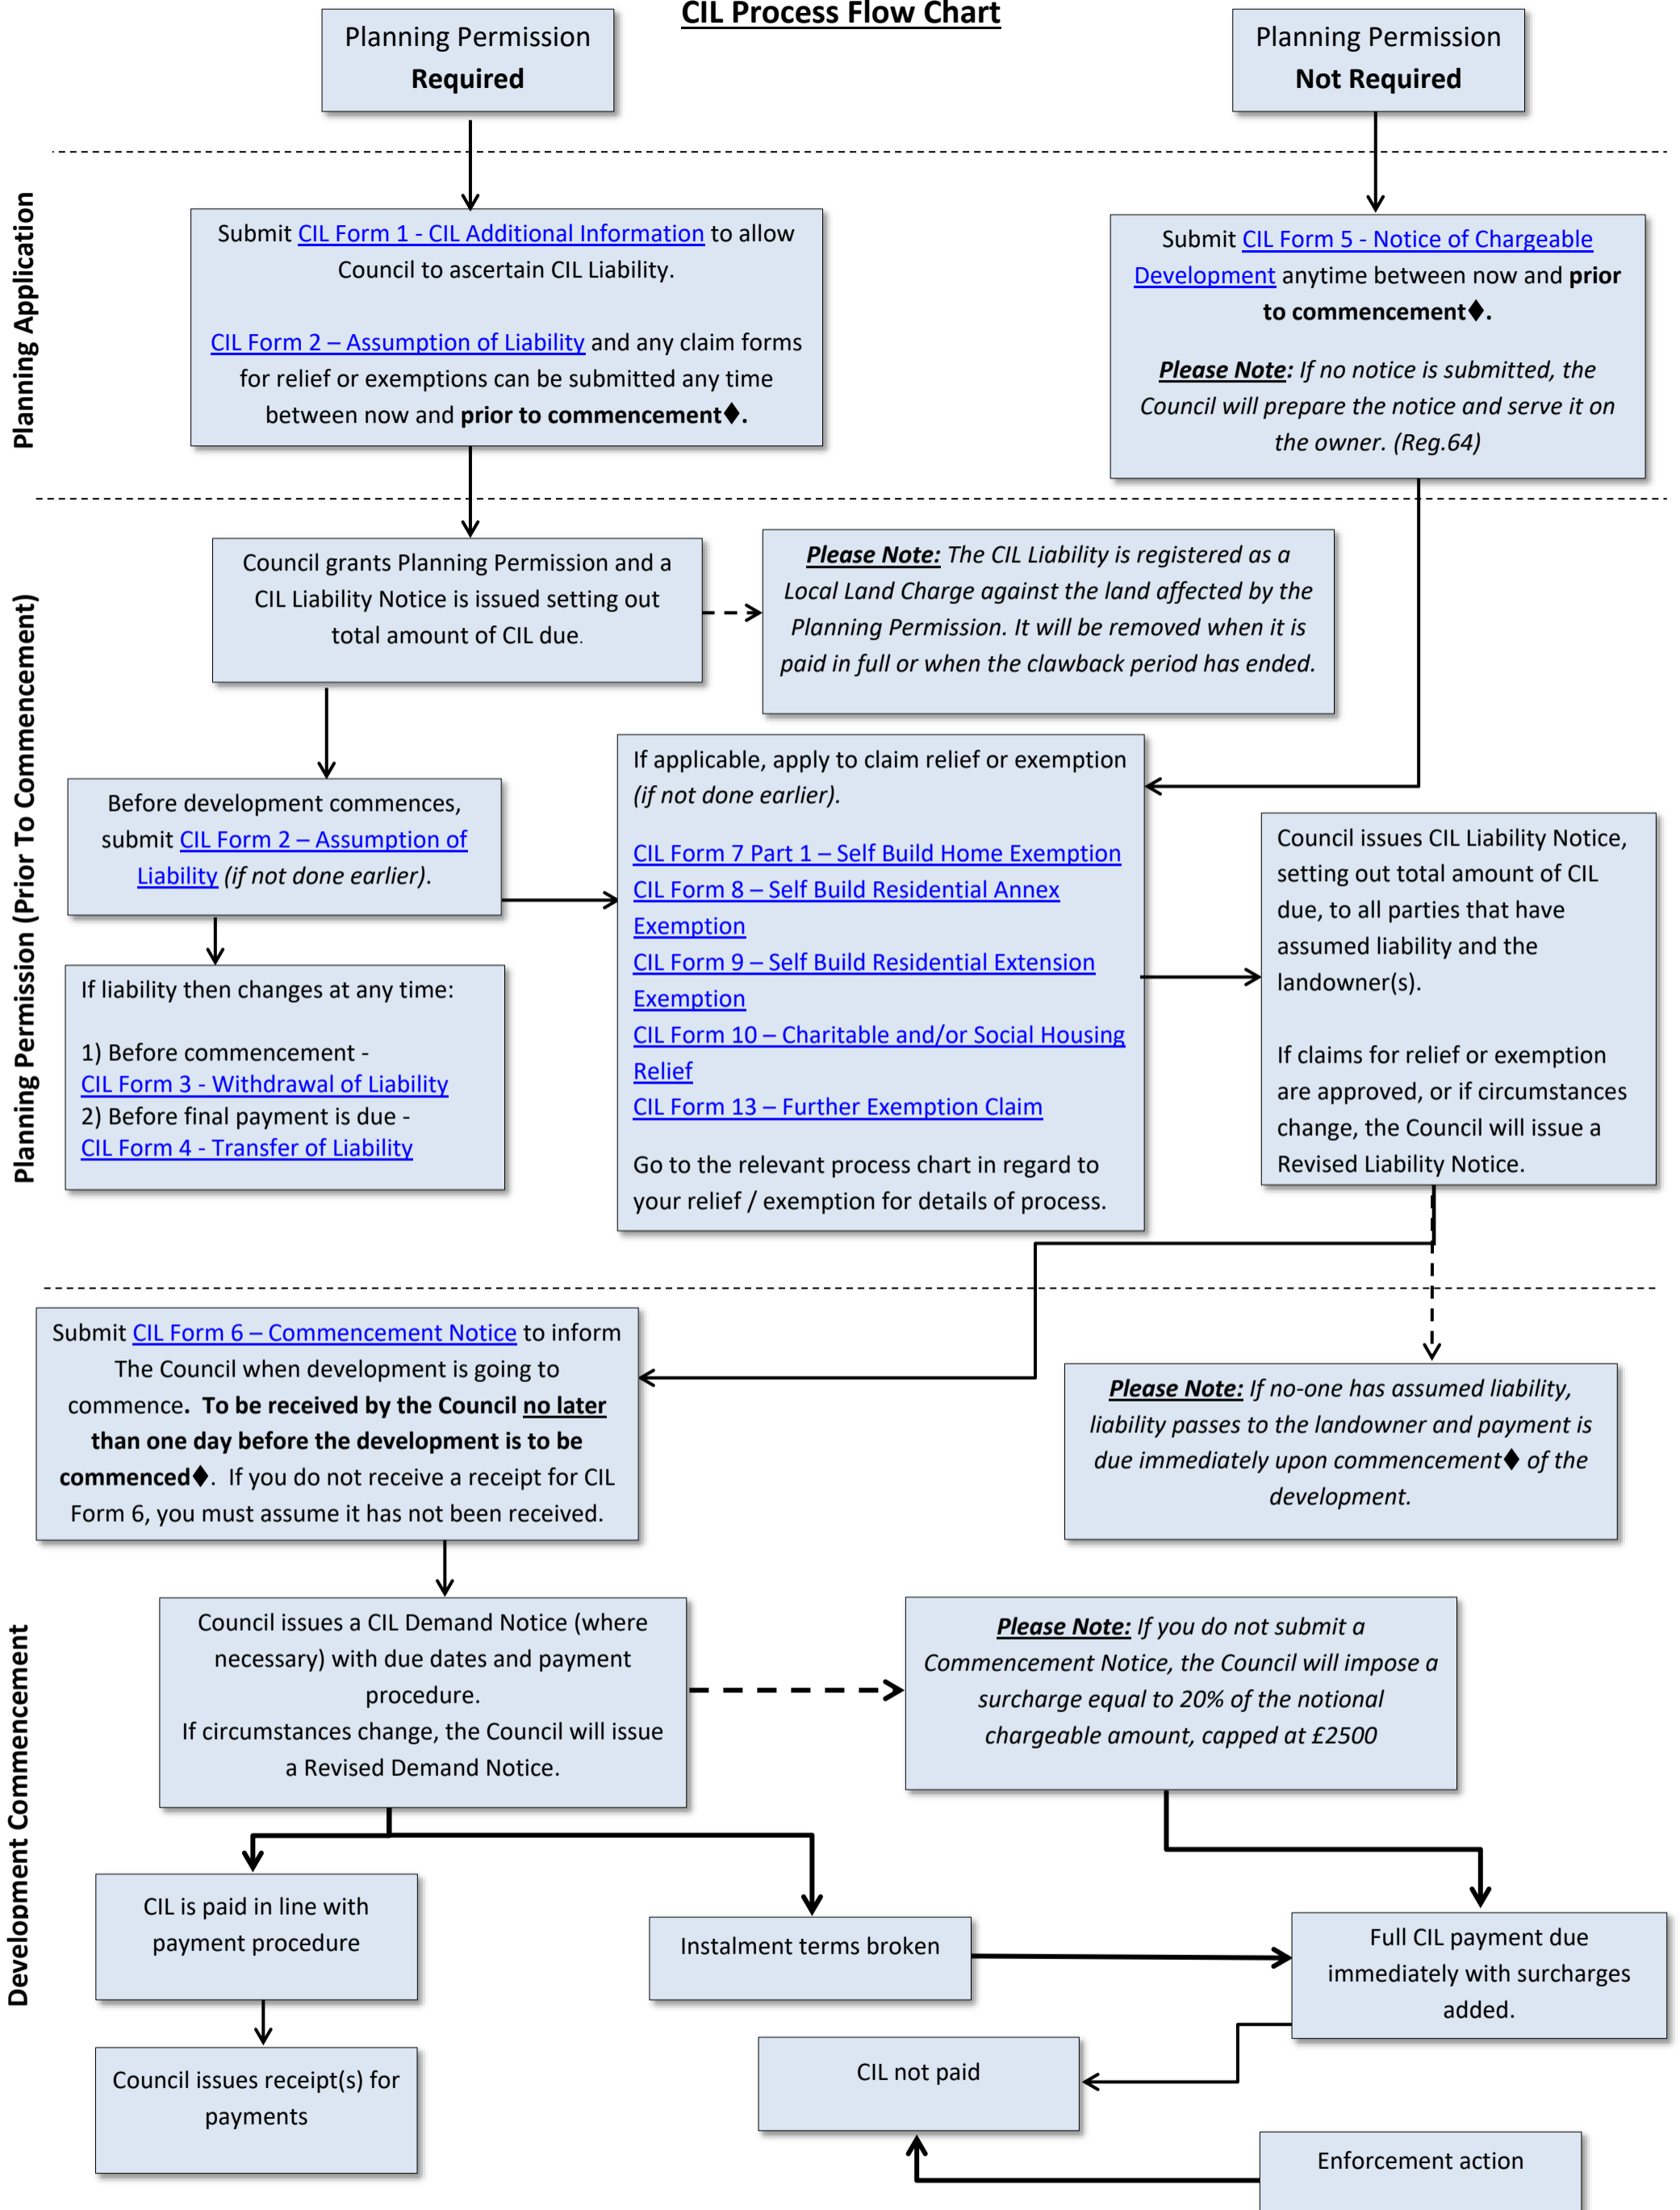 CIL Process Flow Chart
Planning Permission
Required
Planning Permission
Not Required
Planning Application
Submit CIL Form 1 - CIL Additional Information to allow
Council to ascertain CIL Liability.
CIL Form 2 – Assumption of Liability and any claim forms
for relief or exemptions can be submitted any time
between now and prior to commencement♦.
Submit CIL Form 5 - Notice of Chargeable
Development anytime between now and prior
to commencement♦.
Please Note: If no notice is submitted, the
Council will prepare the notice and serve it on
the owner. (Reg.64)
Planning Permission (Prior To Commencement)
Council grants Planning Permission and a
CIL Liability Notice is issued setting out
total amount of CIL due.
Please Note: The CIL Liability is registered as a
Local Land Charge against the land affected by the
Planning Permission. It will be removed when it is
paid in full or when the clawback period has ended.
Before development commences,
submit CIL Form 2 – Assumption of
Liability (if not done earlier).
If liability then changes at any time:
1) Before commencement -
CIL Form 3 - Withdrawal of Liability
2) Before final payment is due -
CIL Form 4 - Transfer of Liability
If applicable, apply to claim relief or exemption
(if not done earlier).
CIL Form 7 Part 1 – Self Build Home Exemption
CIL Form 8 – Self Build Residential Annex
Exemption
CIL Form 9 – Self Build Residential Extension
Exemption
CIL Form 10 – Charitable and/or Social Housing
Relief
CIL Form 13 – Further Exemption Claim
Go to the relevant process chart in regard to
your relief / exemption for details of process.
Council issues CIL Liability Notice,
setting out total amount of CIL
due, to all parties that have
assumed liability and the
landowner(s).
If claims for relief or exemption
are approved, or if circumstances
change, the Council will issue a
Revised Liability Notice.
Development Commencement
Submit CIL Form 6 – Commencement Notice to inform
The Council when development is going to
commence. To be received by the Council no later
than one day before the development is to be
commenced♦. If you do not receive a receipt for CIL
Form 6, you must assume it has not been received.
Please Note: If no-one has assumed liability,
liability passes to the landowner and payment is
due immediately upon commencement♦ of the
development.
Council issues a CIL Demand Notice (where
necessary) with due dates and payment
procedure.
If circumstances change, the Council will issue
a Revised Demand Notice.
Please Note: If you do not submit a
Commencement Notice, the Council will impose a
surcharge equal to 20% of the notional
chargeable amount, capped at £2500
CIL is paid in line with
payment procedure
Instalment terms broken
Full CIL payment due
immediately with surcharges
added.
Council issues receipt(s) for
payments
CIL not paid
Enforcement action